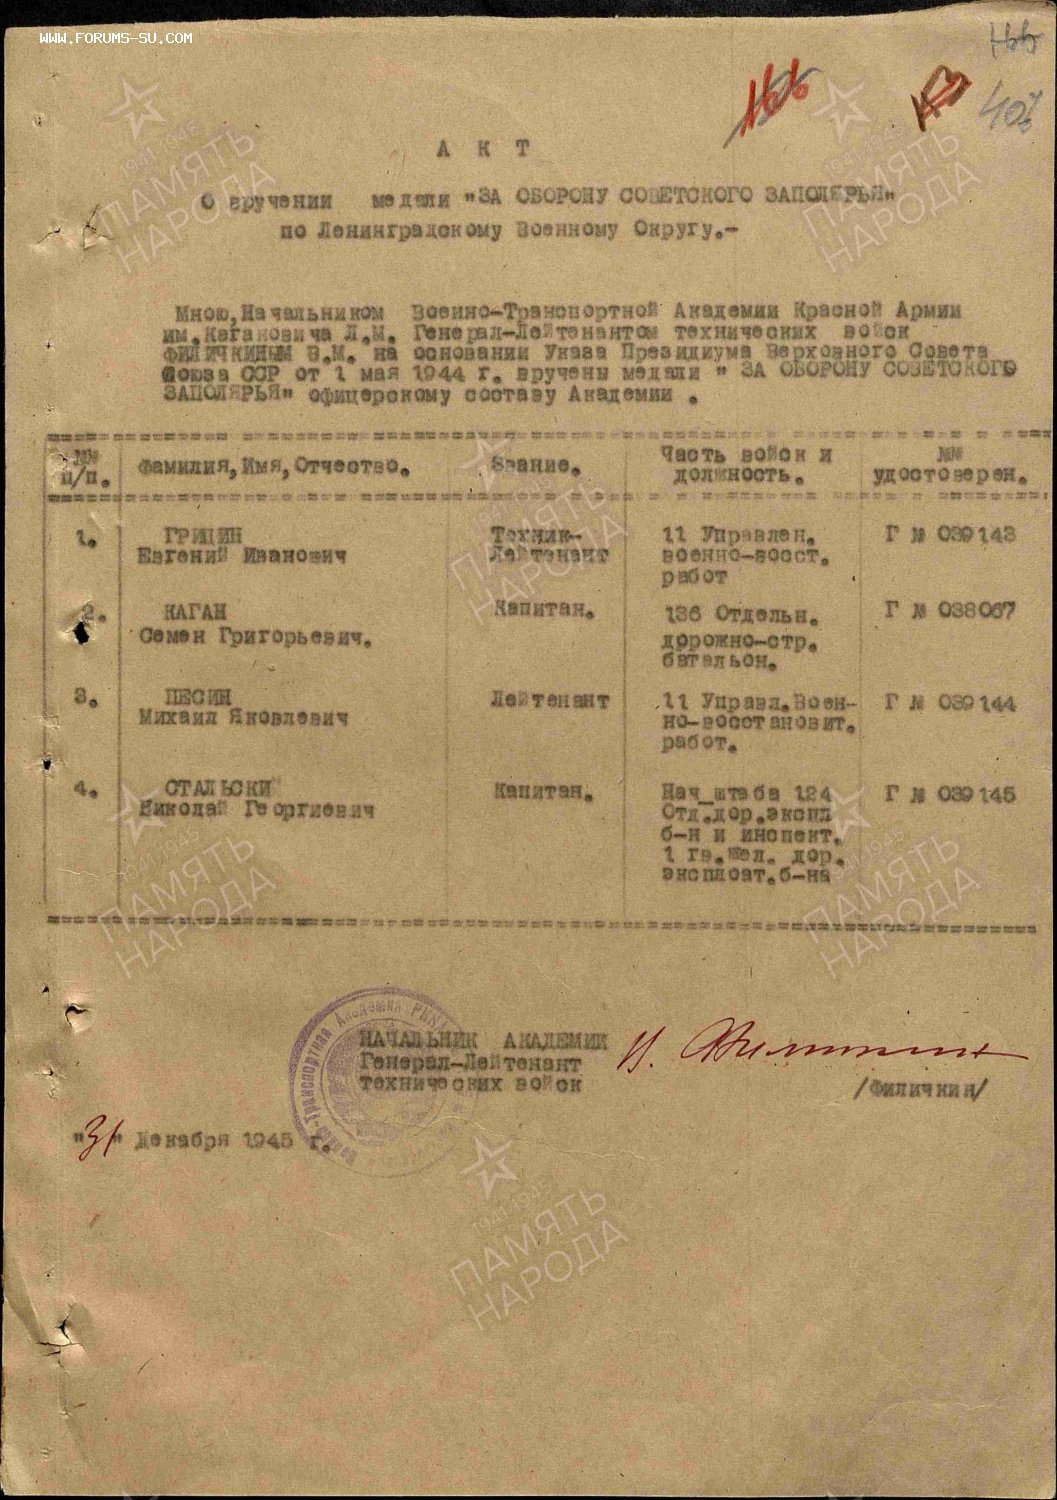 WWW.FORUMS-SU.COM
А К Т
О вручении медали "ЗА ОБОРОНУ СОВЕТСКОГО ЗАПОЛЯРЬЯ"
по Ленинградскому Военному Округу.-
Мною, Начальником Военно-Транспортной Академии Красной Армии
им. Кагановича Л.М. Генерал-Лейтенантом технических войск
ФИЛИЧКИНЫМ В.М. на основании Указа Президиума Верховного Совета
Союза ССР от 1 мая 1944 г. вручены медали " ЗА ОБОРОНУ СОВЕТСКОГО
ЗАПОЛЯРЬЯ" офицерскому составу Академии .
№№ п/п. Фамилия, Имя, Отчество. Звание. Часть войск и должность. №№ удостоверен.
1. ГРИЦИН Техник- 11 Управлен. Г № 039143
Евгений Иванович Лейтенант военно-восст.
работ
2. КАГАН Капитан. 136 Отдельн. Г № 038067
Семен Григорьевич. дорожно-стр.
батальон.
3. ПЕСИН Лейтенант 11 Управл. Воен- Г № 039144
Михаил Яковлевич но-восстановит.
работ.
4. СТАЛЬСКИЙ Капитан. Нач_штаба 124 Г № 039145
Николай Георгиевич Отд.дор.экспл
б-н и инспект.
1 гв.жел. дор.
эксплоат.б-на
НАЧАЛЬНИК АКАДЕМИИ
Генерал-Лейтенант
технических войск
/Филичкин/
"31" Декабря 1945 г.
1941-1945
ПАМЯТЬ
НАРОДА